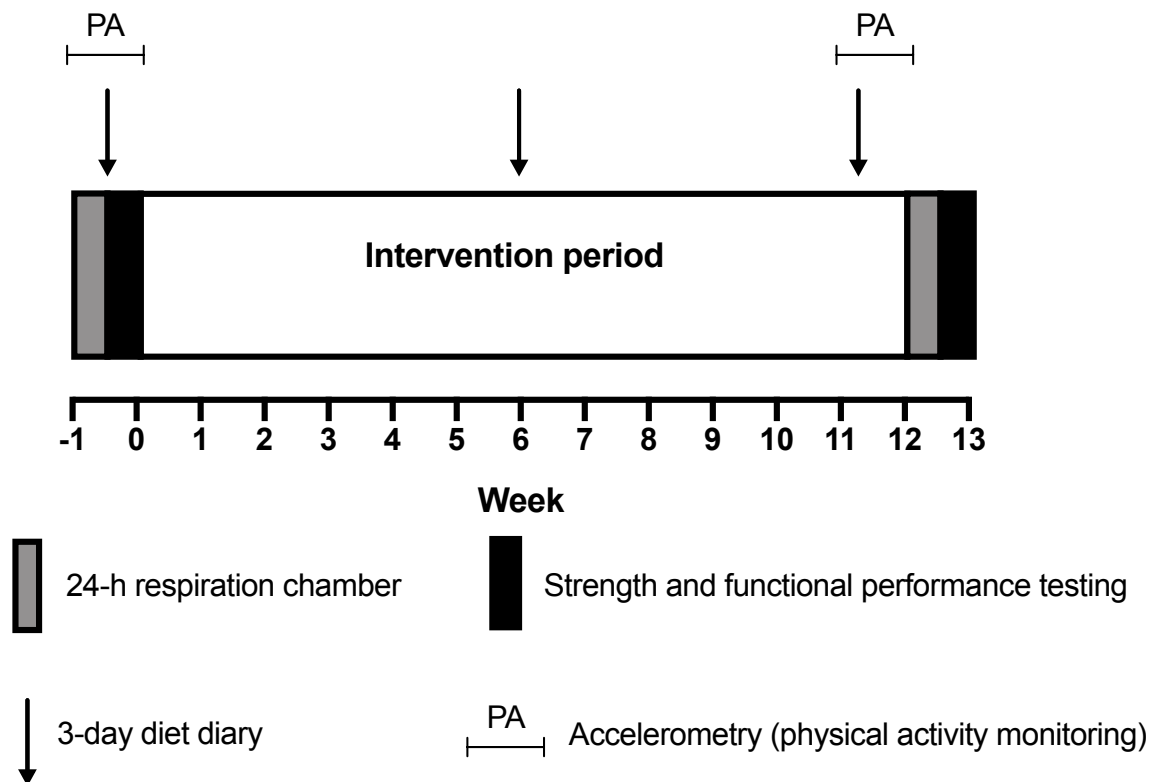 PA PA
Intervention period
-1 0 1 2 3 4 5 6 7 8 9 10 11 12 13
Week
24-h respiration chamber
Strength and functional performance testing
3-day diet diary
PA
Accelerometry (physical activity monitoring)